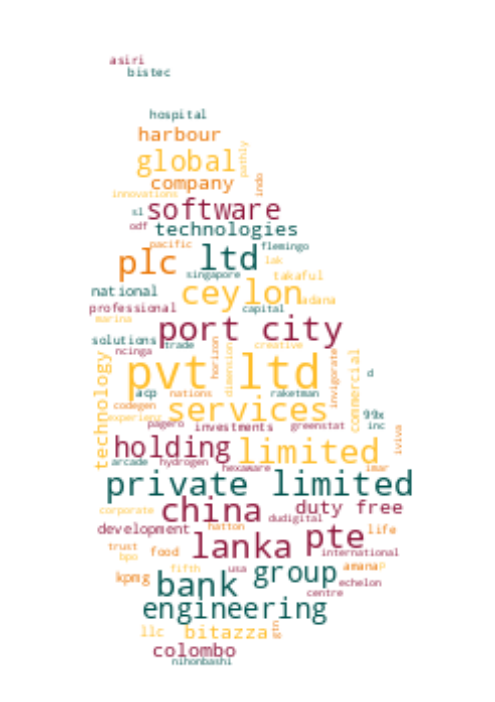 asiri
bistec
hospital
harbour
pathly
global
company
indo
innovations
sl
software
odf
technologies
pacific
flemingo
plc
ltd
lak
singapore
takaful
national
ceylon
adana
professional
capital
marina
port city
solutions
trade
horizon
creative
ncinga
dimension
invigorate
commercial
technology
pvt ltd
d
acp
nations
raketman
codegen
services
99x
experienz
pagero
investments
greenstat
inc
iviva
holding
limited
arcade
hydrogen
hexaware
imar
private limited
corporate
china
duty free
dudigital
development
hatton
pte
life
lanka
trust
food
international
bpo
fifth
usa
group
amana
p
kpmg
bank
echelon
centre
engineering
llc
bitazza
gtn
colombo
nihonbashi